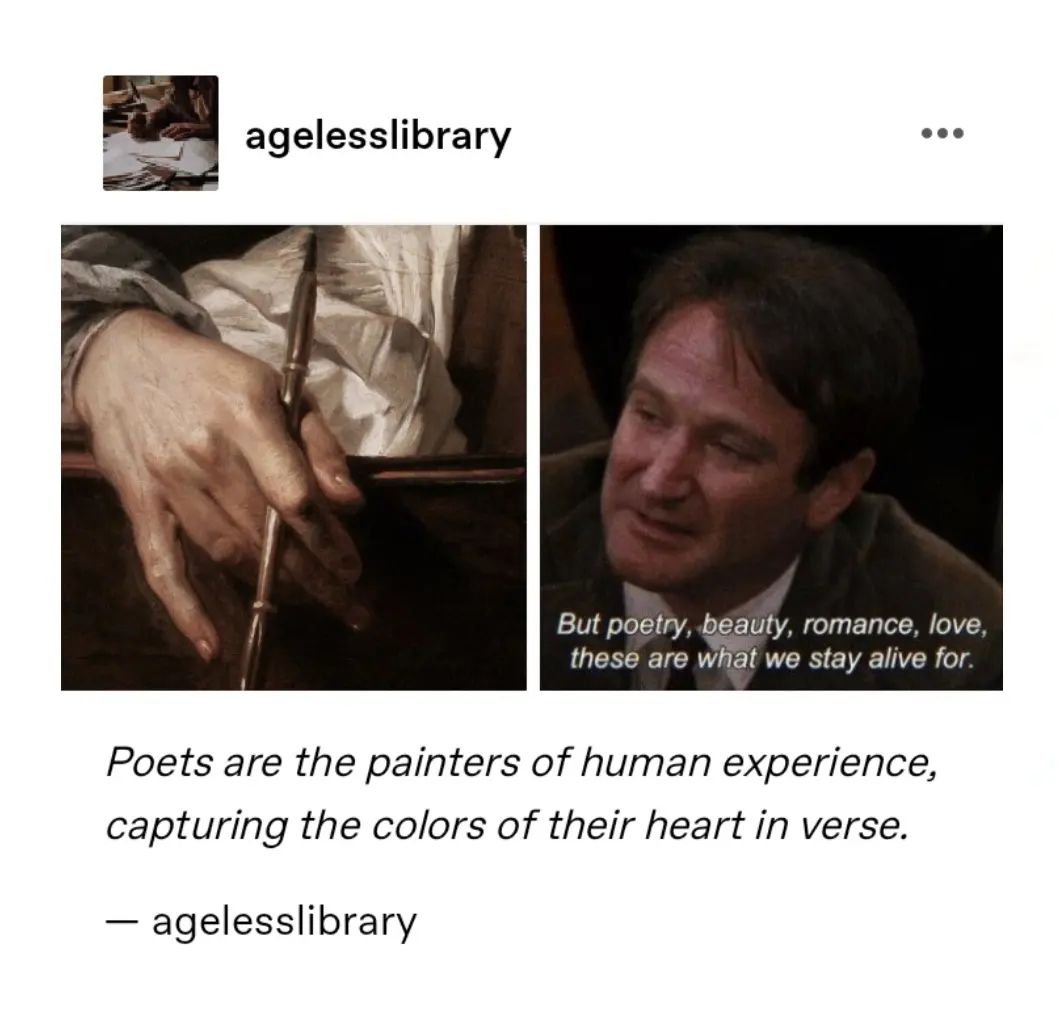 agelesslibrary
But poetry, beauty, romance, love,
these are what we stay alive for.
Poets are the painters of human experience,
capturing the colors of their heart in verse.
— agelesslibrary